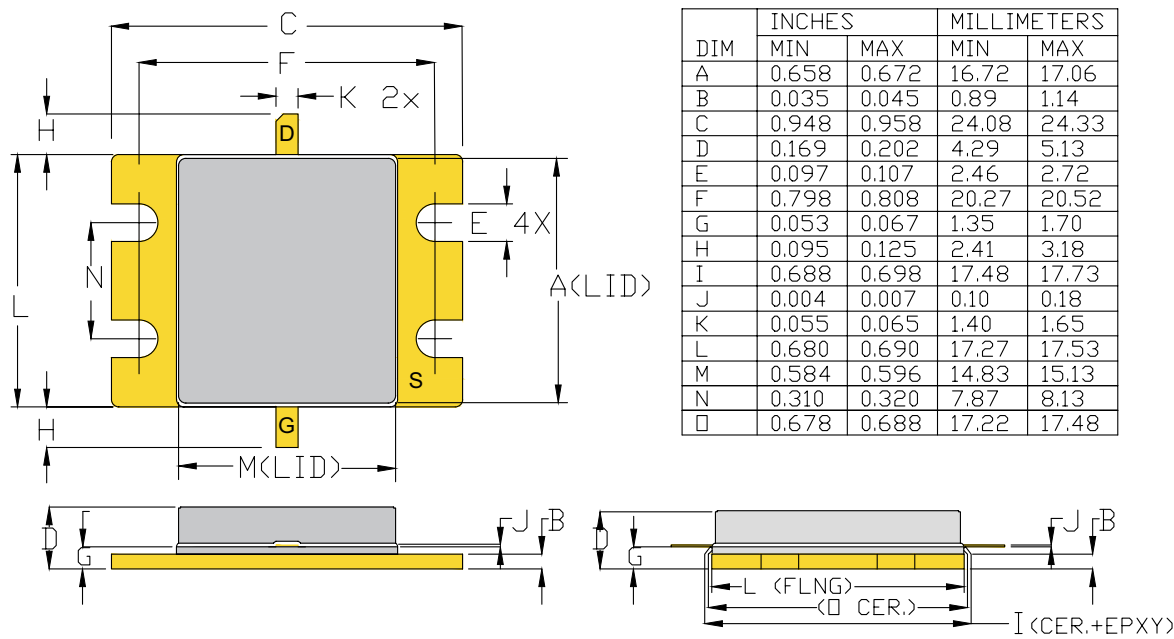 C
F
K 2x
H
D
E 4X
N
L
A(LID)
S
H
G
M(LID)
D
G
J
B
D
G
J
B
L (FLNG)
(O CER.)
I(CER.+EPXY)
INCHES MILLIMETERS
DIM MIN MAX MIN MAX
A 0.658 0.672 16.72 17.06
B 0.035 0.045 0.89 1.14
C 0.948 0.958 24.08 24.33
D 0.169 0.202 4.29 5.13
E 0.097 0.107 2.46 2.72
F 0.798 0.808 20.27 20.52
G 0.053 0.067 1.35 1.70
H 0.095 0.125 2.41 3.18
I 0.688 0.698 17.48 17.73
J 0.004 0.007 0.10 0.18
K 0.055 0.065 1.40 1.65
L 0.680 0.690 17.27 17.53
M 0.584 0.596 14.83 15.13
N 0.310 0.320 7.87 8.13
O 0.678 0.688 17.22 17.48